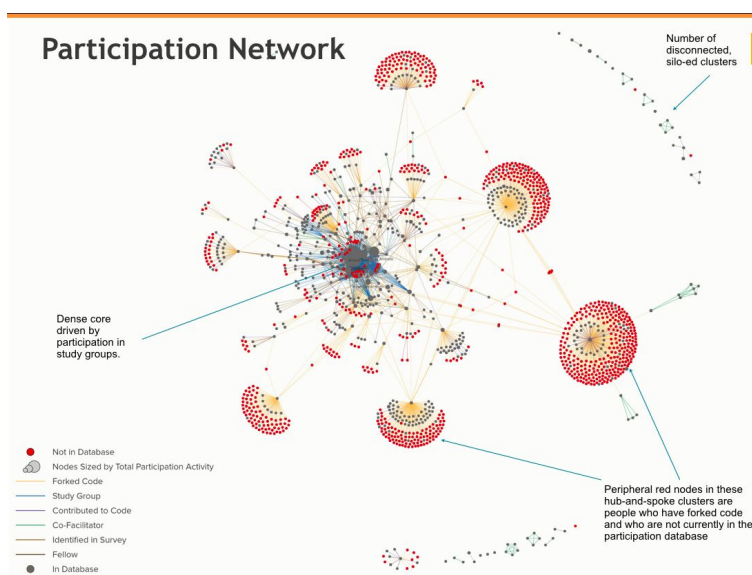 Participation Network
Number of
disconnected,
silo-ed clusters
Dense core
driven by
participation in
study groups.
Not in Database
Nodes Sized by Total Participation Activity
Forked Code
Study Group
Contributed to Code
Co-Facilitator
Identified in Survey
Fellow
In Database
Peripheral red nodes in these
hub-and-spoke clusters are
people who have forked code
and who are not currently in the
participation database